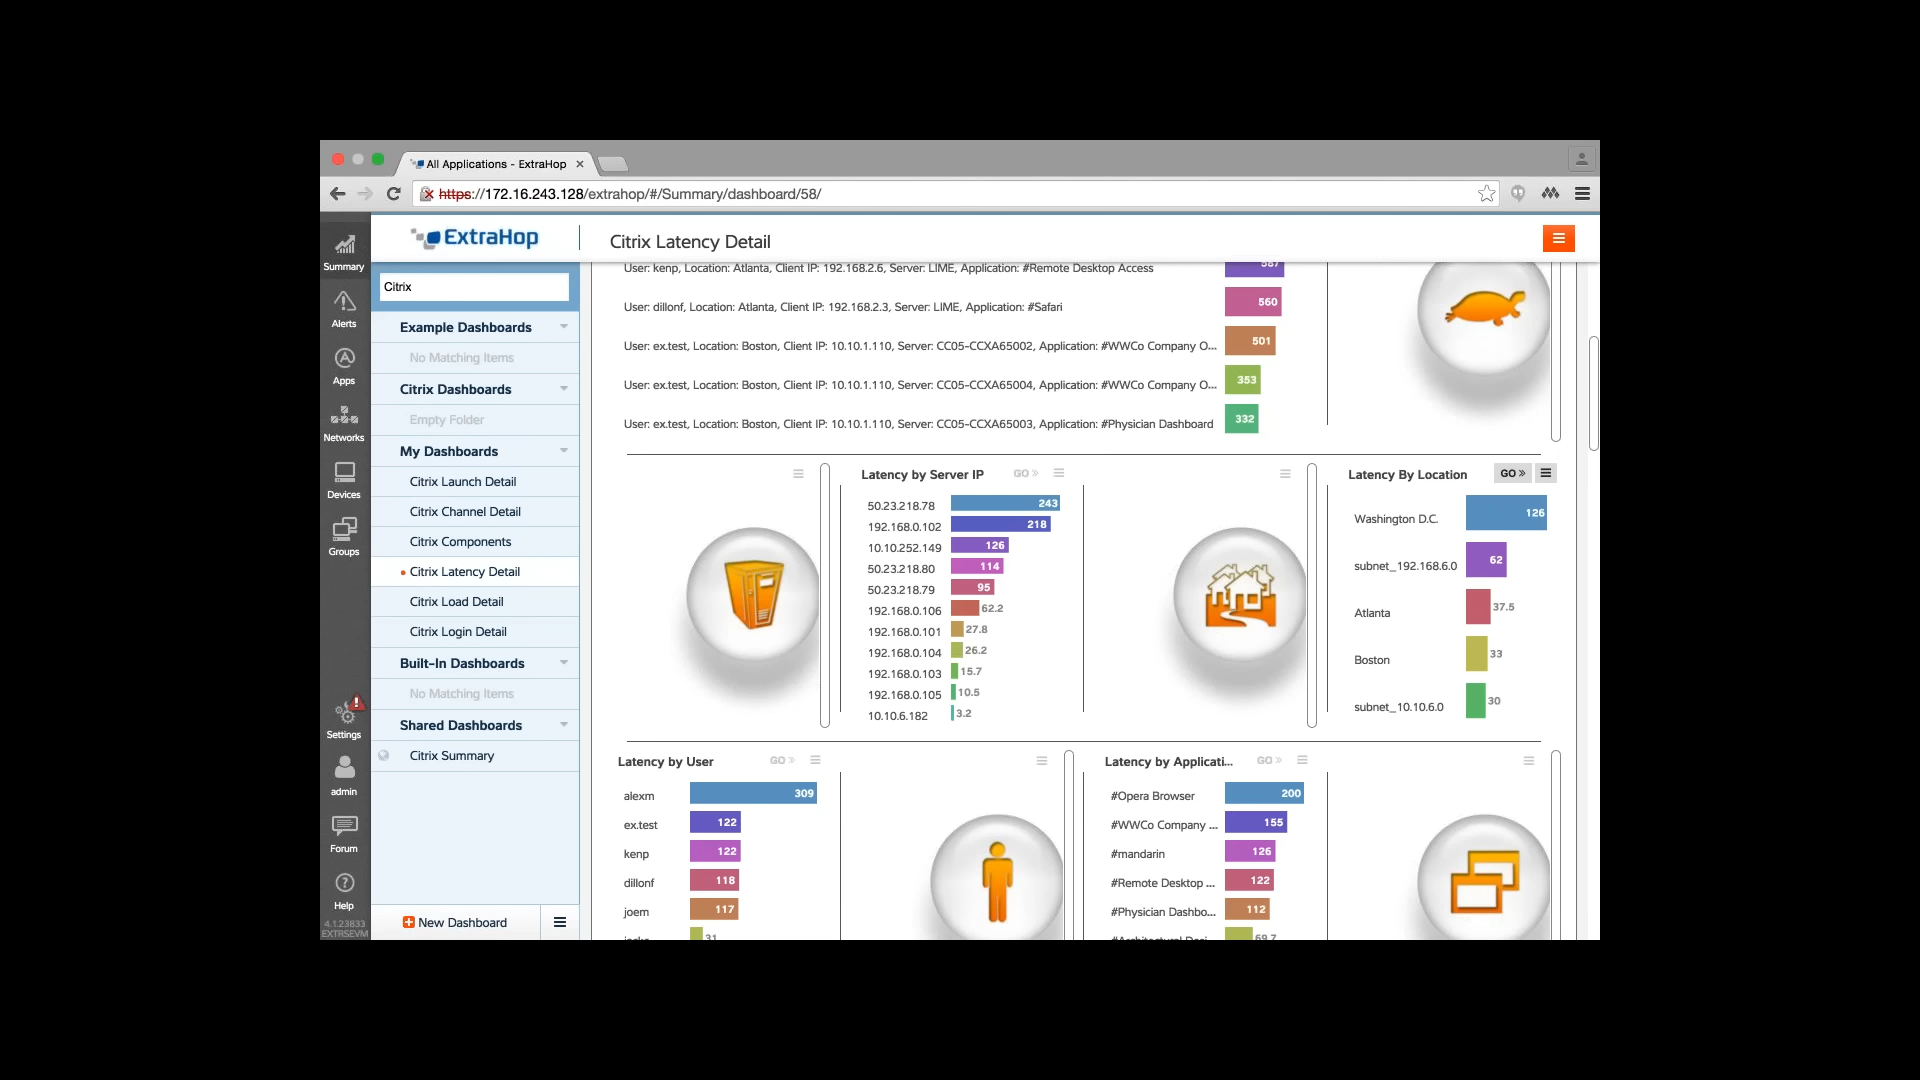 All Applications - ExtraHop
https://172.16.243.128/extrahop/#/Summary/dashboard/58/
Summary
Alerts
Apps
Networks
Devices
Groups
Settings
admin
Forum
Help
4.1.23833
EXTRSEVM
ExtraHop
Citrix Latency Detail
Citrix
Example Dashboards
No Matching Items
Citrix Dashboards
Empty Folder
My Dashboards
Citrix Launch Detail
Citrix Channel Detail
Citrix Components
Citrix Latency Detail
Citrix Load Detail
Citrix Login Detail
Built-In Dashboards
No Matching Items
Shared Dashboards
Citrix Summary
New Dashboard
User: kenp, Location: Atlanta, Client IP: 192.168.2.6, Server: LIME, Application: #Remote Desktop Access
User: dillonf, Location: Atlanta, Client IP: 192.168.2.3, Server: LIME, Application: #Safari 560
User: ex.test, Location: Boston, Client IP: 10.10.1.110, Server: CC05-CCXA65002, Application: #WWCo Company O... 501
User: ex.test, Location: Boston, Client IP: 10.10.1.110, Server: CC05-CCXA65004, Application: #WWCo Company O... 353
User: ex.test, Location: Boston, Client IP: 10.10.1.110, Server: CC05-CCXA65003, Application: #Physician Dashboard 332
Latency by Server IP GO »
50.23.218.78 243
192.168.0.102 218
10.10.252.149 126
50.23.218.80 114
50.23.218.79 95
192.168.0.106 62.2
192.168.0.101 27.8
192.168.0.104 26.2
192.168.0.103 15.7
192.168.0.105 10.5
10.10.6.182 3.2
Latency By Location GO »
Washington D.C. 126
subnet_192.168.6.0 62
Atlanta 37.5
Boston 33
subnet_10.10.6.0 30
Latency by User GO »
alexm 309
ex.test 122
kenp 122
dillonf 118
joem 117
31
Latency by Applicati... GO »
#Opera Browser 200
#WWCo Company ... 155
#mandarin 126
#Remote Desktop ... 122
#Physician Dashbo... 112
69.7